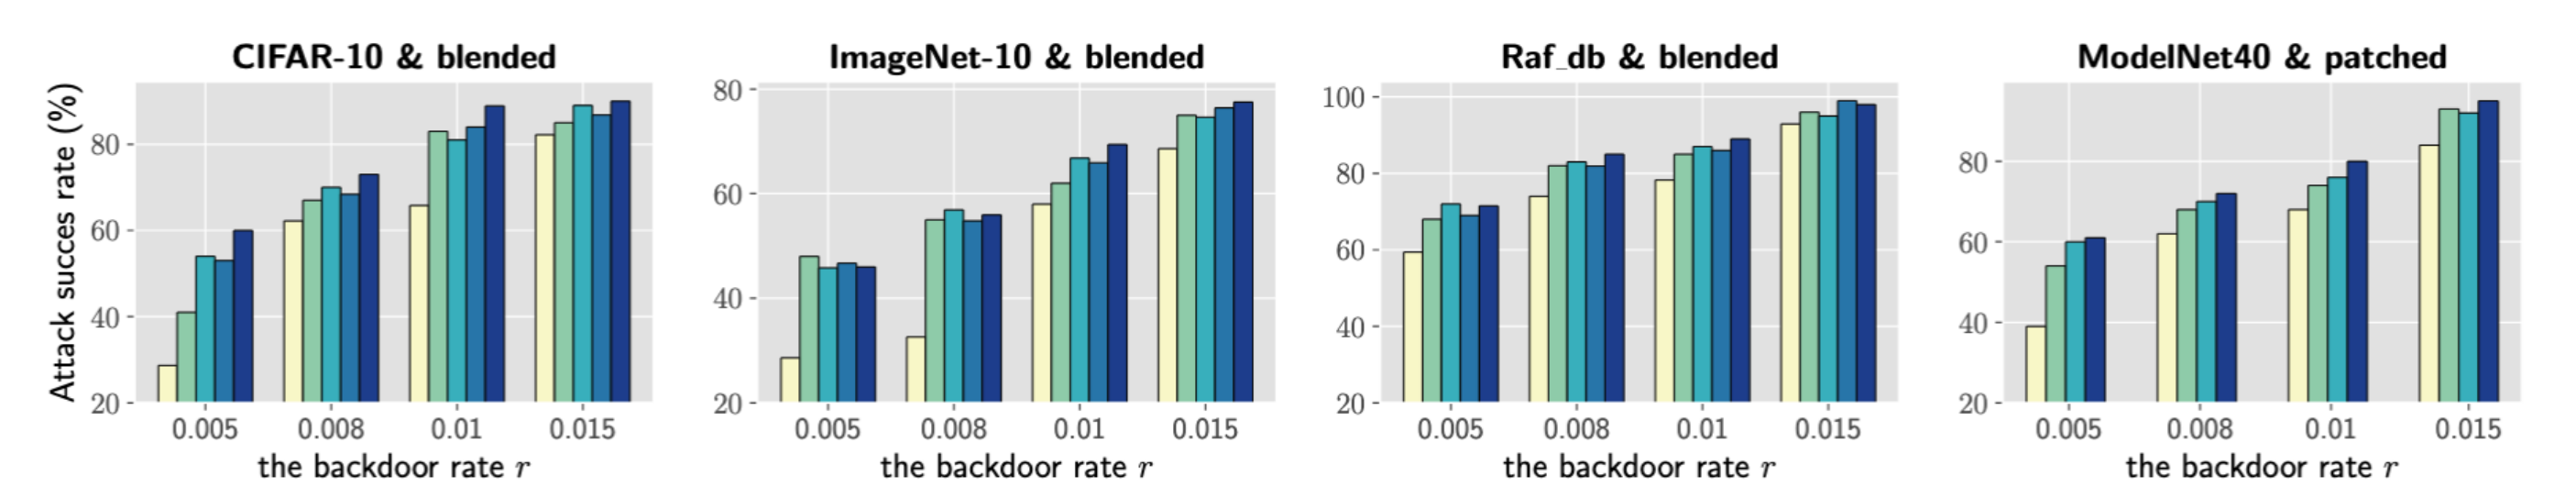 CIFAR-10 & blended
Attack succes rate (%)
80
60
40
20
0.005 0.008 0.01 0.015
the backdoor rate r
ImageNet-10 & blended
80
60
40
20
0.005 0.008 0.01 0.015
the backdoor rate r
Raf_db & blended
100
80
60
40
20
0.005 0.008 0.01 0.015
the backdoor rate r
ModelNet40 & patched
80
60
40
20
0.005 0.008 0.01 0.015
the backdoor rate r